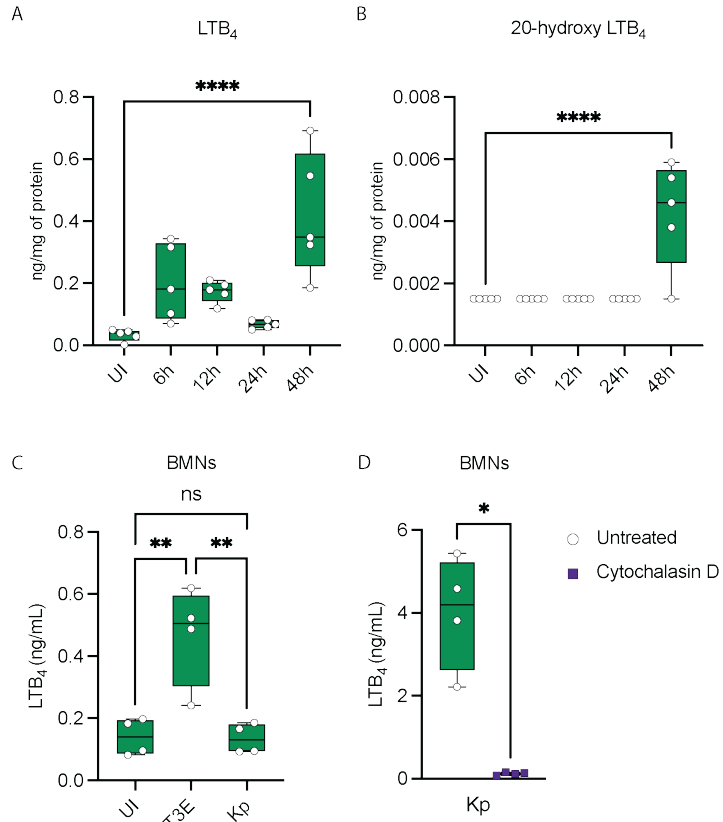 A
LTB4
****
0.8
0.6
0.4
0.2
0.0
ng/mg of protein
UI
6h
12h
24h
48h
B
20-hydroxy LTB4
****
0.008
0.006
0.004
0.002
0.000
ng/mg of protein
UI
6h
12h
24h
48h
C
BMNs
ns
** **
0.8
0.6
0.4
0.2
0.0
LTB4 (ng/mL)
UI
T3E
Kp
D
BMNs
*
6
4
2
0
LTB4 (ng/mL)
Kp
Untreated
Cytochalasin D